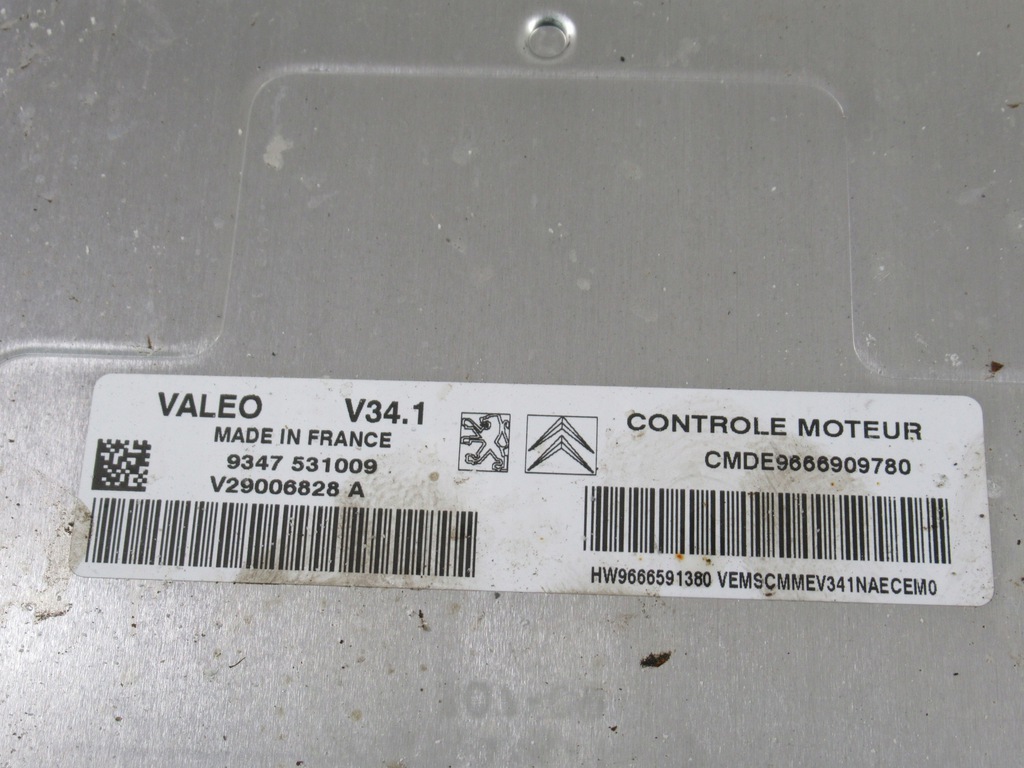 VALEO V34.1
MADE IN FRANCE
9347 531009
V29006828 A
CONTROLE MOTEUR
CMDE9666909780
HW9666591380 VEMSCMMEV341NAECEM0